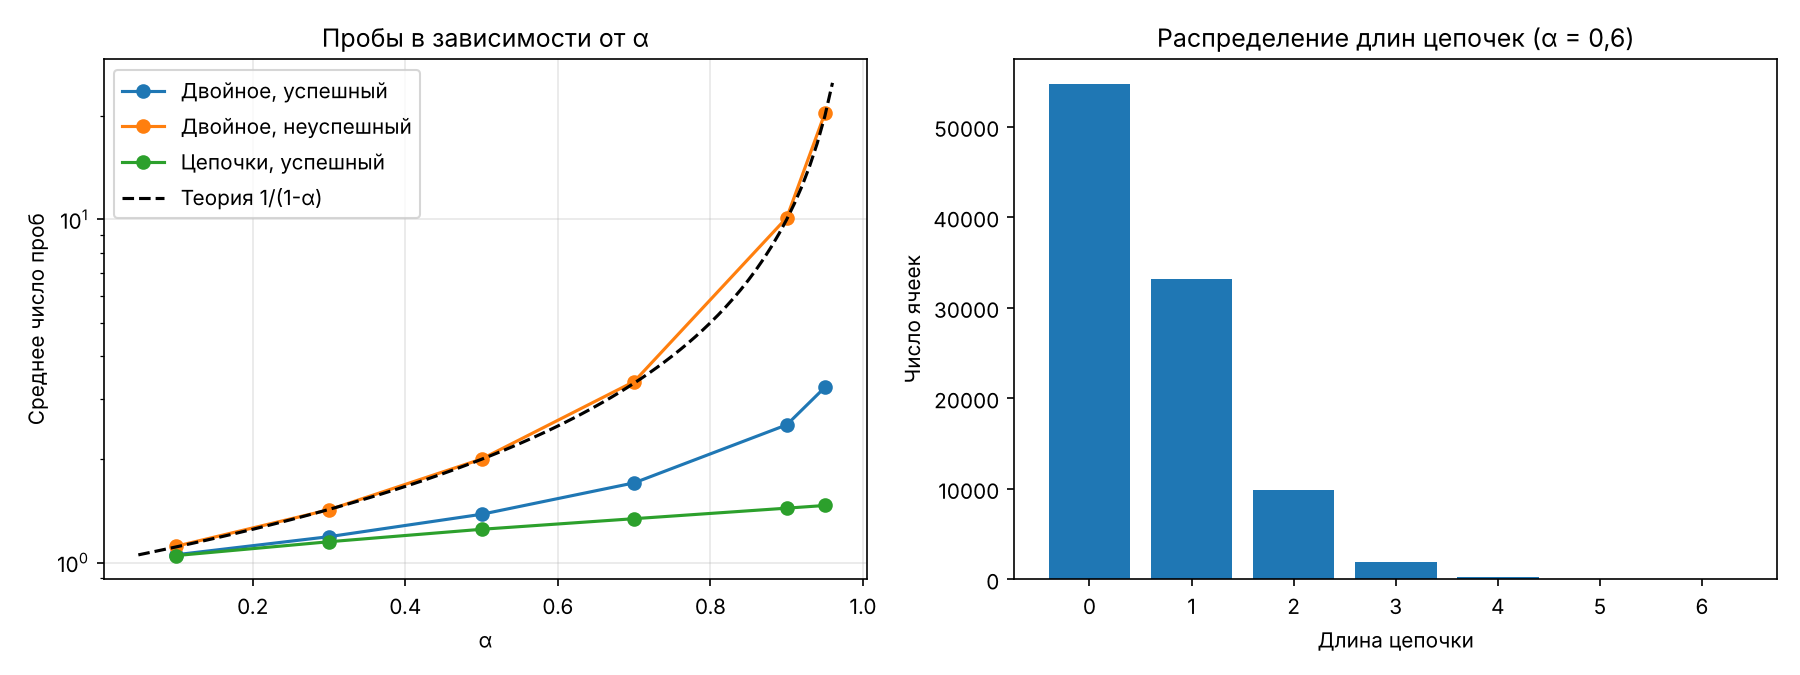 Пробы в зависимости от α
Двойное, успешный
Двойное, неуспешный
Цепочки, успешный
Теория 1/(1-α)
Среднее число проб
10¹
10⁰
0.2
0.4
0.6
0.8
1.0
α
Распределение длин цепочек (α = 0,6)
Число ячеек
50000
40000
30000
20000
10000
0
0
1
2
3
4
5
6
Длина цепочки